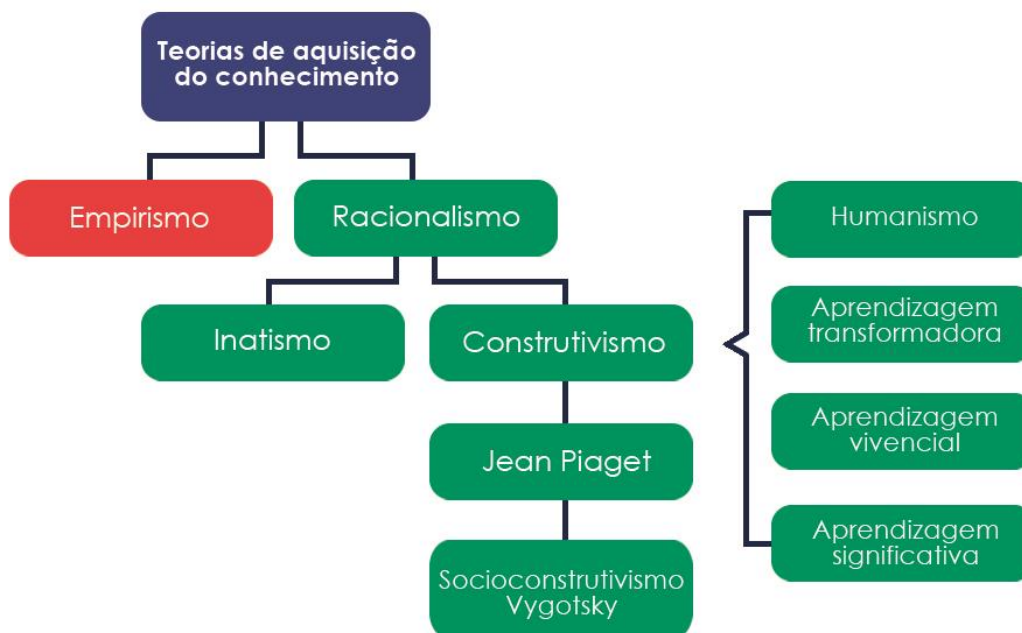 Teorias de aquisição
do conhecimento
Empirismo
Racionalismo
Inatismo
Construtivismo
Jean Piaget
Socioconstrutivismo
Vygotsky
Humanismo
Aprendizagem
transformadora
Aprendizagem
vivencial
Aprendizagem
significativa